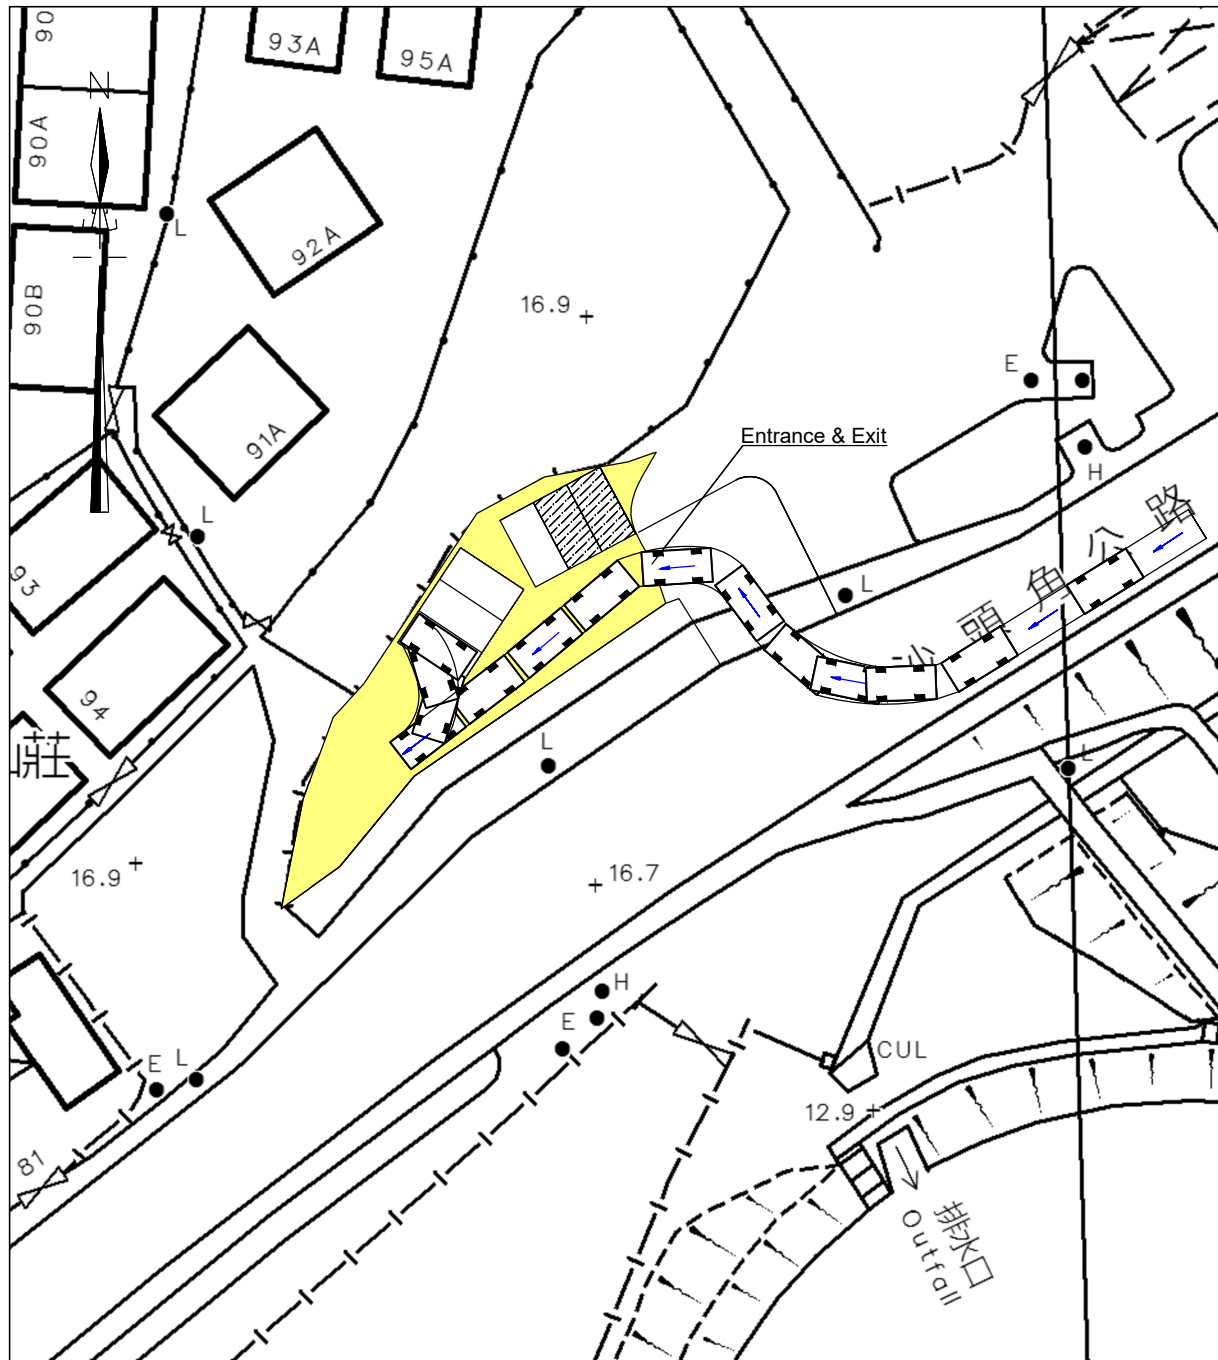 90
93A
95A
N
90A
L
92A
90B
16.9
E
91A
Entrance & Exit
H
L
93
沙頭角公路
L
94
L
L
莊
16.9
16.7
H
E
CUL
E
L
12.9
81
排水口
Outfall